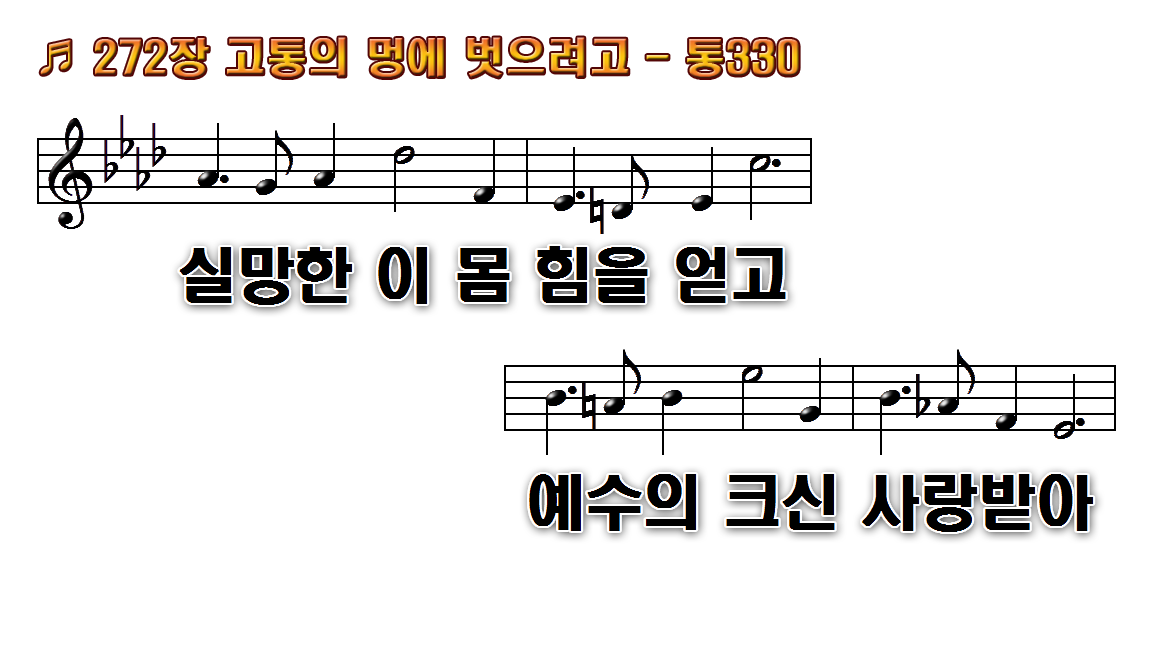 ♬ 272장 고통의 멍에 벗으려고 - 통330
실망한 이 몸 힘을 얻고
예수의 크신 사랑받아